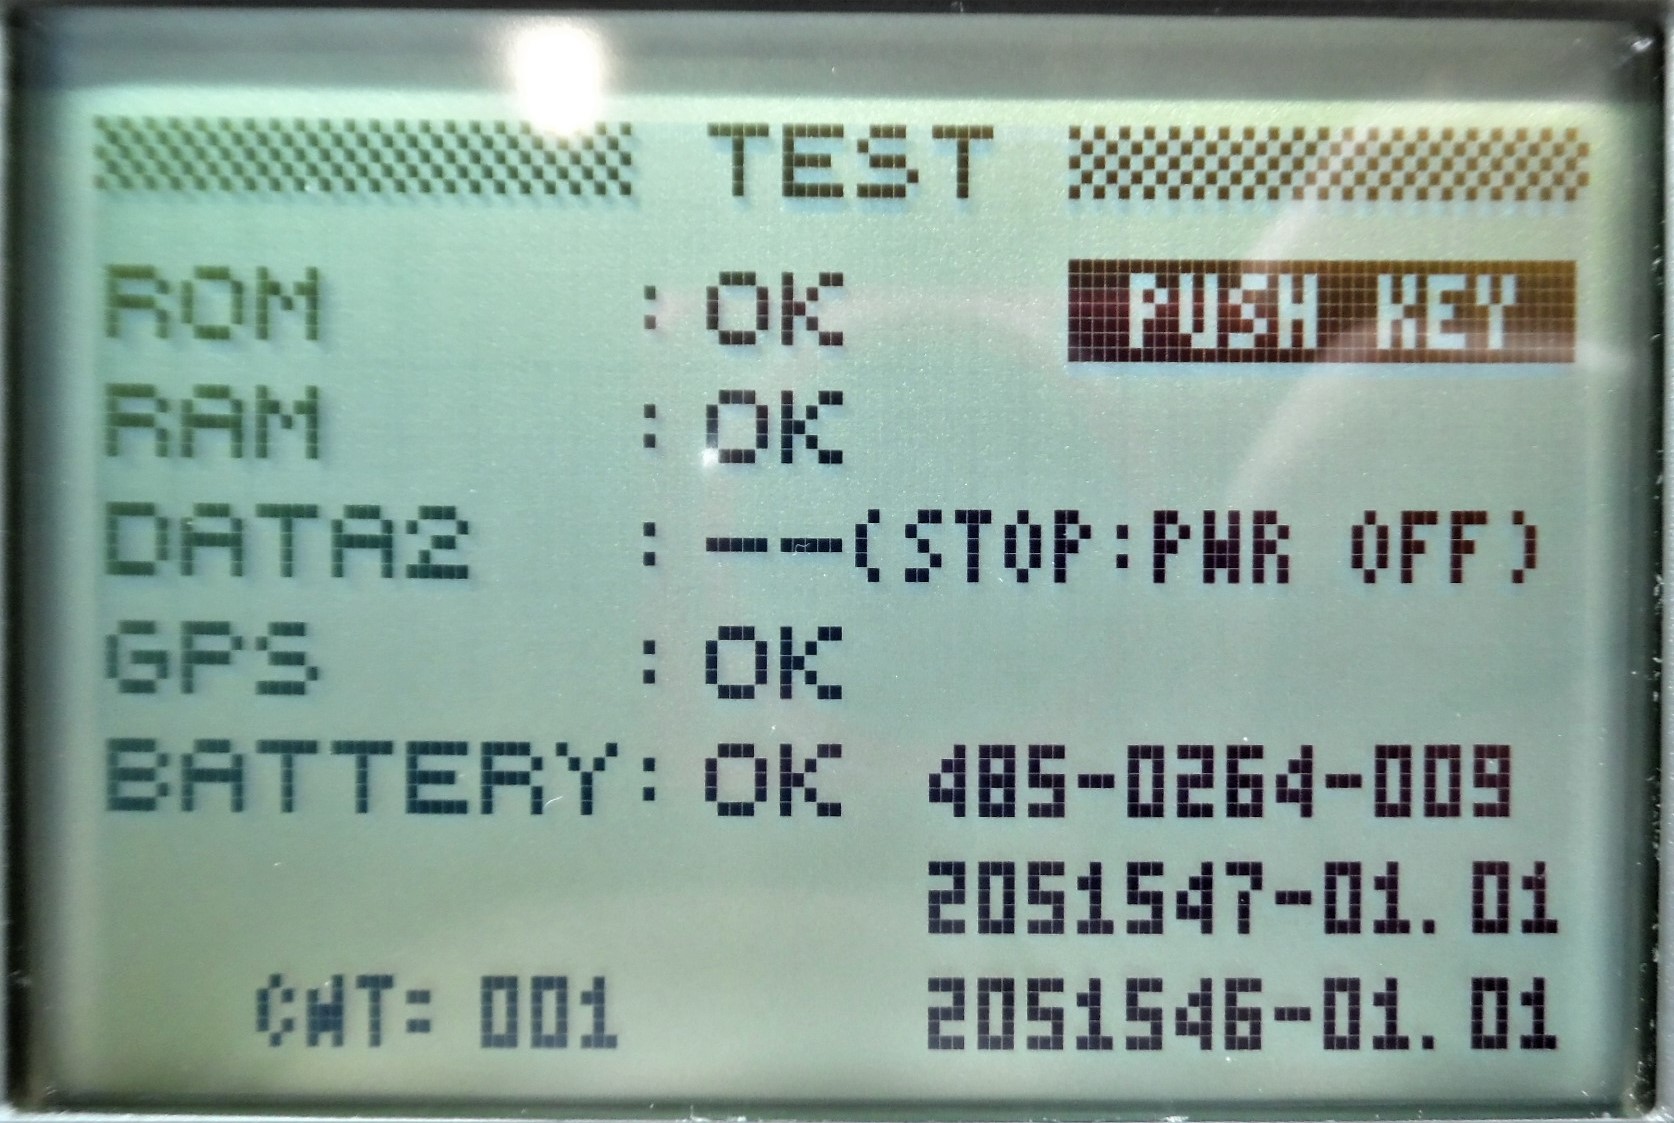 TEST
ROM : OK PUSH KEY
RAM : OK
DATA2 : --(STOP:PWR OFF)
GPS : OK
BATTERY: OK 485-0264-009
2051547-01.01
CNT: 001 2051546-01.01